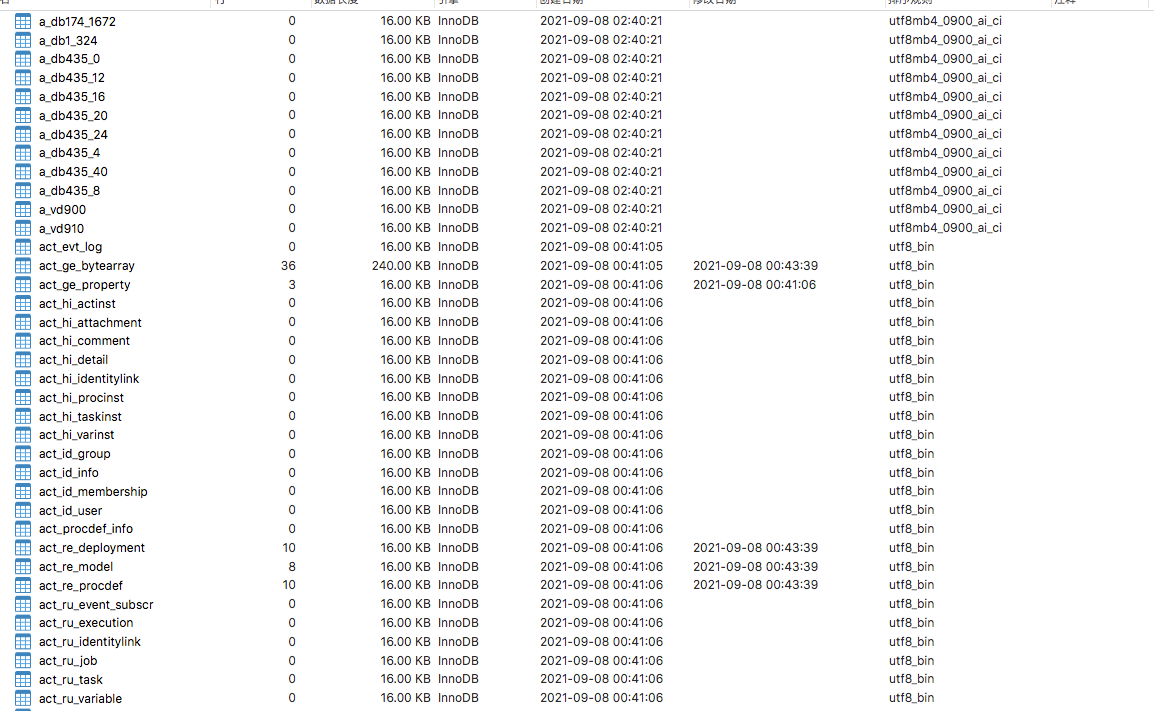 名 行 数据长度 引擎 创建日期 修改日期 排序规则 注释
a_db174_1672 0 16.00 KB InnoDB 2021-09-08 02:40:21 utf8mb4_0900_ai_ci
a_db1_324 0 16.00 KB InnoDB 2021-09-08 02:40:21 utf8mb4_0900_ai_ci
a_db435_0 0 16.00 KB InnoDB 2021-09-08 02:40:21 utf8mb4_0900_ai_ci
a_db435_12 0 16.00 KB InnoDB 2021-09-08 02:40:21 utf8mb4_0900_ai_ci
a_db435_16 0 16.00 KB InnoDB 2021-09-08 02:40:21 utf8mb4_0900_ai_ci
a_db435_20 0 16.00 KB InnoDB 2021-09-08 02:40:21 utf8mb4_0900_ai_ci
a_db435_24 0 16.00 KB InnoDB 2021-09-08 02:40:21 utf8mb4_0900_ai_ci
a_db435_4 0 16.00 KB InnoDB 2021-09-08 02:40:21 utf8mb4_0900_ai_ci
a_db435_40 0 16.00 KB InnoDB 2021-09-08 02:40:21 utf8mb4_0900_ai_ci
a_db435_8 0 16.00 KB InnoDB 2021-09-08 02:40:21 utf8mb4_0900_ai_ci
a_vd900 0 16.00 KB InnoDB 2021-09-08 02:40:21 utf8mb4_0900_ai_ci
a_vd910 0 16.00 KB InnoDB 2021-09-08 02:40:21 utf8mb4_0900_ai_ci
act_evt_log 0 16.00 KB InnoDB 2021-09-08 00:41:05 utf8_bin
act_ge_bytearray 36 240.00 KB InnoDB 2021-09-08 00:41:05 2021-09-08 00:43:39 utf8_bin
act_ge_property 3 16.00 KB InnoDB 2021-09-08 00:41:06 2021-09-08 00:41:06 utf8_bin
act_hi_actinst 0 16.00 KB InnoDB 2021-09-08 00:41:06 utf8_bin
act_hi_attachment 0 16.00 KB InnoDB 2021-09-08 00:41:06 utf8_bin
act_hi_comment 0 16.00 KB InnoDB 2021-09-08 00:41:06 utf8_bin
act_hi_detail 0 16.00 KB InnoDB 2021-09-08 00:41:06 utf8_bin
act_hi_identitylink 0 16.00 KB InnoDB 2021-09-08 00:41:06 utf8_bin
act_hi_procinst 0 16.00 KB InnoDB 2021-09-08 00:41:06 utf8_bin
act_hi_taskinst 0 16.00 KB InnoDB 2021-09-08 00:41:06 utf8_bin
act_hi_varinst 0 16.00 KB InnoDB 2021-09-08 00:41:06 utf8_bin
act_id_group 0 16.00 KB InnoDB 2021-09-08 00:41:06 utf8_bin
act_id_info 0 16.00 KB InnoDB 2021-09-08 00:41:06 utf8_bin
act_id_membership 0 16.00 KB InnoDB 2021-09-08 00:41:06 utf8_bin
act_id_user 0 16.00 KB InnoDB 2021-09-08 00:41:06 utf8_bin
act_procdef_info 0 16.00 KB InnoDB 2021-09-08 00:41:06 utf8_bin
act_re_deployment 10 16.00 KB InnoDB 2021-09-08 00:41:06 2021-09-08 00:43:39 utf8_bin
act_re_model 8 16.00 KB InnoDB 2021-09-08 00:41:06 2021-09-08 00:43:39 utf8_bin
act_re_procdef 10 16.00 KB InnoDB 2021-09-08 00:41:06 2021-09-08 00:43:39 utf8_bin
act_ru_event_subscr 0 16.00 KB InnoDB 2021-09-08 00:41:06 utf8_bin
act_ru_execution 0 16.00 KB InnoDB 2021-09-08 00:41:06 utf8_bin
act_ru_identitylink 0 16.00 KB InnoDB 2021-09-08 00:41:06 utf8_bin
act_ru_job 0 16.00 KB InnoDB 2021-09-08 00:41:06 utf8_bin
act_ru_task 0 16.00 KB InnoDB 2021-09-08 00:41:06 utf8_bin
act_ru_variable 0 16.00 KB InnoDB 2021-09-08 00:41:06 utf8_bin